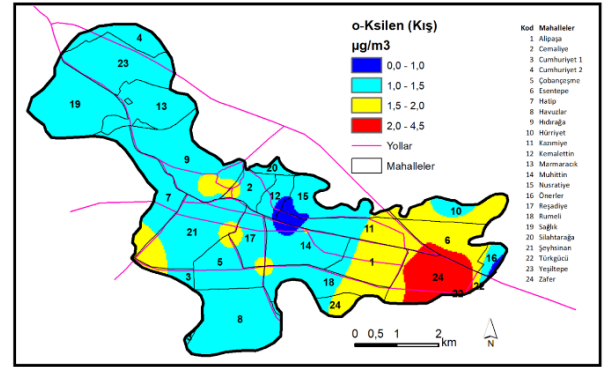 o-Ksilen (Kış)
µg/m3
0,0 - 1,0
1,0 - 1,5
1,5 - 2,0
2,0 - 4,5
Yollar
Mahalleler
Kod Mahalleler
1 Alipaşa
2 Cemaliye
3 Cumhuriyet 1
4 Cumhuriyet 2
5 Çobançeşme
6 Esentepe
7 Hatip
8 Havuzlar
9 Hıdırağa
10 Hürriyet
11 Kazımiye
12 Kemalettin
13 Marmaracık
14 Muhittin
15 Nusratiye
16 Önerler
17 Reşadiye
18 Rumeli
19 Sağlık
20 Silahtarağa
21 Şeyhsinan
22 Türkgücü
23 Yeşiltepe
24 Zafer
4
23
19
13
9
20
2
12
15
7
10
21
17
11
6
14
5
1
16
3
18
24
22
24
8
0 0,5 1 2
km
N